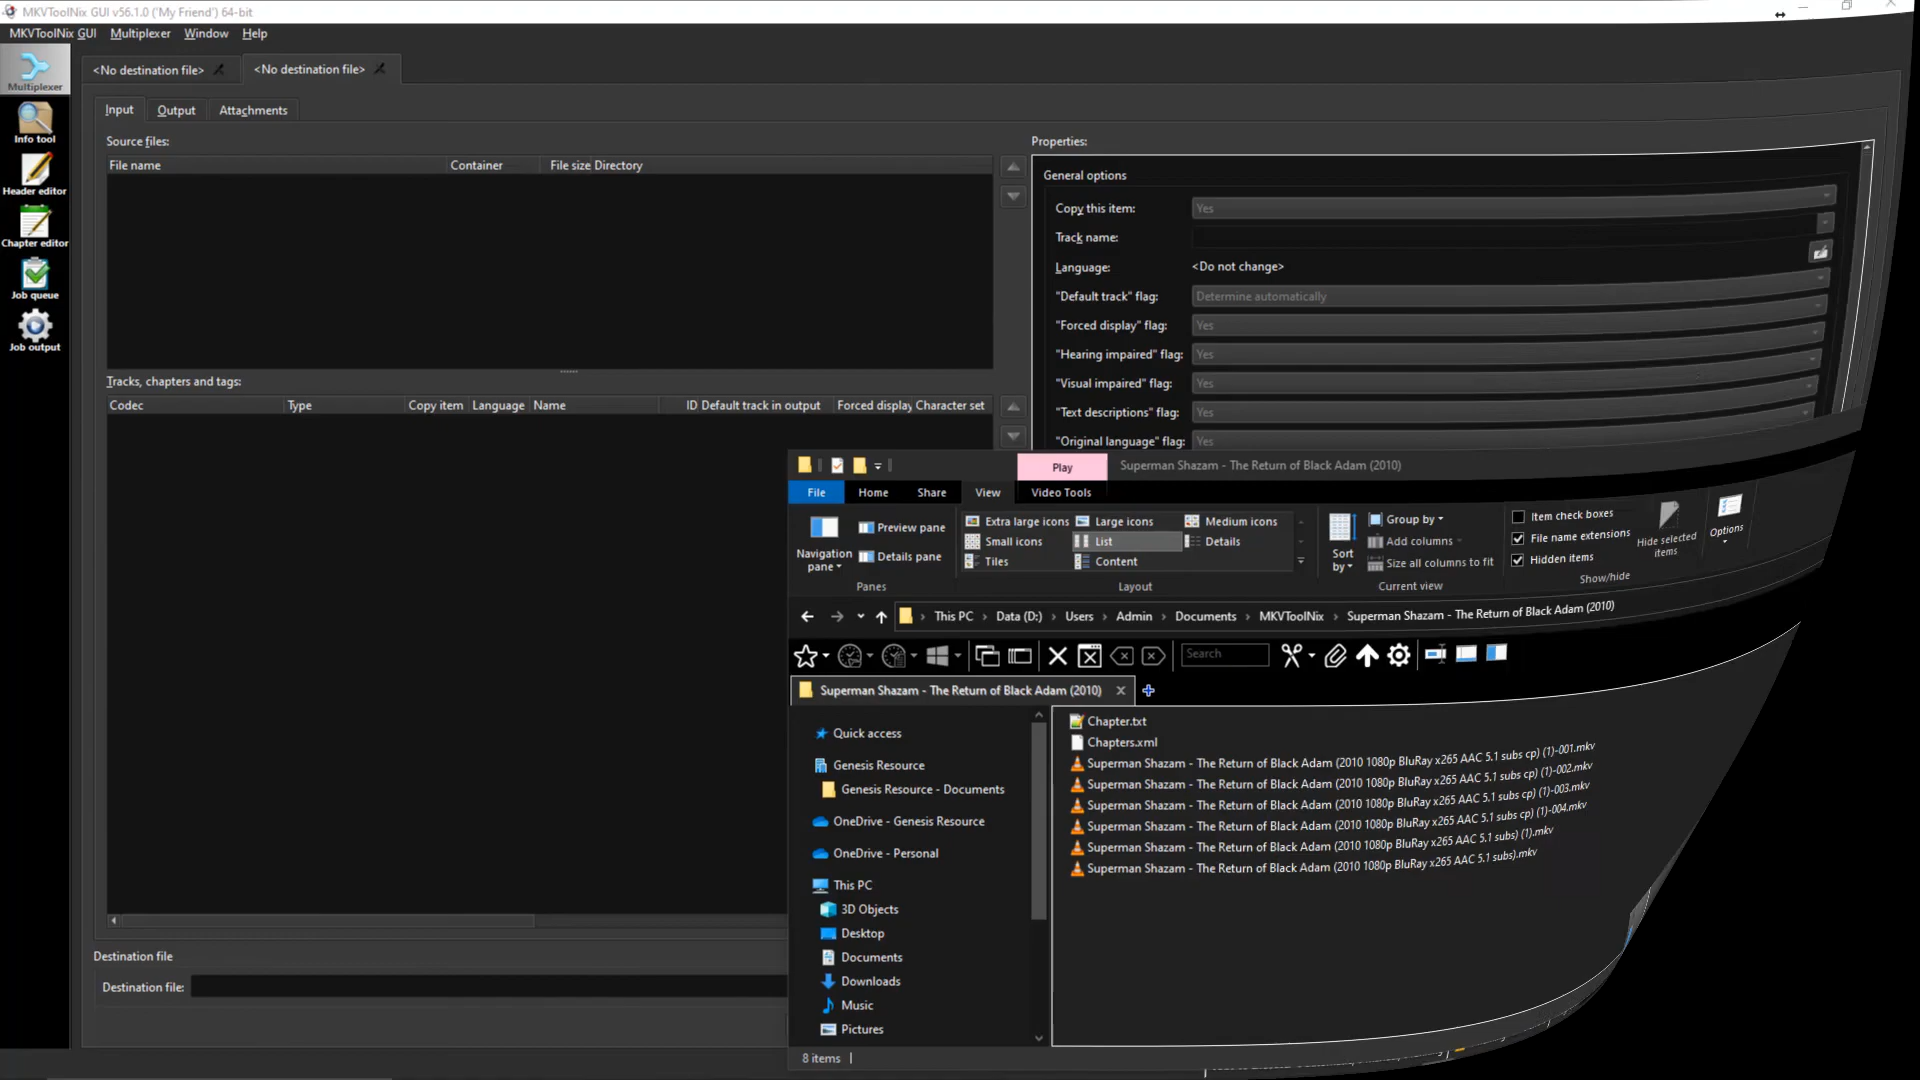 MKVToolNix GUI v56.1.0 ('My Friend') 64-bit
MKVToolNix GUI Multiplexer Window Help
<No destination file> <No destination file>
Multiplexer
Info tool
Header editor
Chapter editor
Job queue
Job output
Input Output Attachments
Source files:
File name Container File size Directory
Tracks, chapters and tags:
Codec Type Copy item Language Name ID Default track in output Forced display Character set
Destination file
Destination file:
Properties:
General options
Copy this item: Yes
Track name:
Language: <Do not change>
"Default track" flag: Determine automatically
"Forced display" flag: Yes
"Hearing impaired" flag: Yes
"Visual impaired" flag: Yes
"Text descriptions" flag: Yes
"Original language" flag: Yes
Play Superman Shazam - The Return of Black Adam (2010)
File Home Share View Video Tools
Navigation pane
Preview pane
Details pane
Panes
Extra large icons Large icons Medium icons
Small icons List Details
Tiles Content
Layout
Sort by
Group by
Add columns
Size all columns to fit
Current view
Item check boxes
File name extensions
Hidden items
Hide selected items
Show/hide
Options
This PC Data (D:) Users Admin Documents MKVToolNix Superman Shazam - The Return of Black Adam (2010)
Search
Superman Shazam - The Return of Black Adam (2010)
Quick access
Genesis Resource
Genesis Resource - Documents
OneDrive - Genesis Resource
OneDrive - Personal
This PC
3D Objects
Desktop
Documents
Downloads
Music
Pictures
Chapter.txt
Chapters.xml
Superman Shazam - The Return of Black Adam (2010 1080p BluRay x265 AAC 5.1 subs cp) (1)-001.mkv
Superman Shazam - The Return of Black Adam (2010 1080p BluRay x265 AAC 5.1 subs cp) (1)-002.mkv
Superman Shazam - The Return of Black Adam (2010 1080p BluRay x265 AAC 5.1 subs cp) (1)-003.mkv
Superman Shazam - The Return of Black Adam (2010 1080p BluRay x265 AAC 5.1 subs cp) (1)-004.mkv
Superman Shazam - The Return of Black Adam (2010 1080p BluRay x265 AAC 5.1 subs) (1).mkv
Superman Shazam - The Return of Black Adam (2010 1080p BluRay x265 AAC 5.1 subs).mkv
8 items